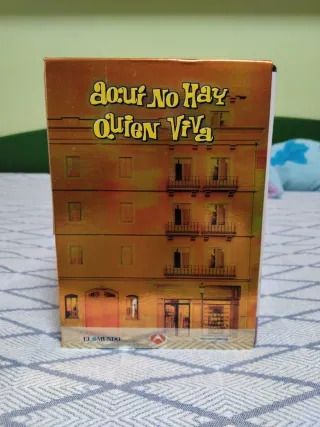 aquí No Hay
Quien Viva
EL MUNDO